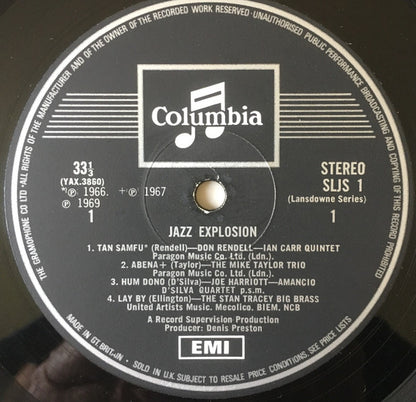 THE GRAMOPHONE CO LTD · ALL RIGHTS OF THE MANUFACTURER AND OF THE OWNER OF THE RECORDED WORK RESERVED · UNAUTHORISED PUBLIC PERFORMANCE BROADCASTING AND COPYING OF THIS RECORD PROHIBITED
Columbia
33⅓
(YAX.3860)
*℗ 1966. +℗ 1967
℗ 1969
1
STEREO
SLJS 1
(Lansdowne Series)
1
JAZZ EXPLOSION
1. TAN SAMFU* (Rendell)—DON RENDELL—IAN CARR QUINTET
Paragon Music Co. Ltd. (Ldn.)
2. ABENA+ (Taylor)—THE MIKE TAYLOR TRIO
Paragon Music Co. Ltd. (Ldn.)
3. HUM DONO (D'Silva)—JOE HARRIOTT—AMANCIO
D'SILVA QUARTET p.s.m.
4. LAY BY (Ellington)—THE STAN TRACEY BIG BRASS
United Artists Music. Mecolico. BIEM. NCB
A Record Supervision Production
Producer: Denis Preston
EMI
MADE IN GT. BRITAIN
SOLD IN U.K. SUBJECT TO RESALE PRICE CONDITIONS, SEE PRICE LISTS